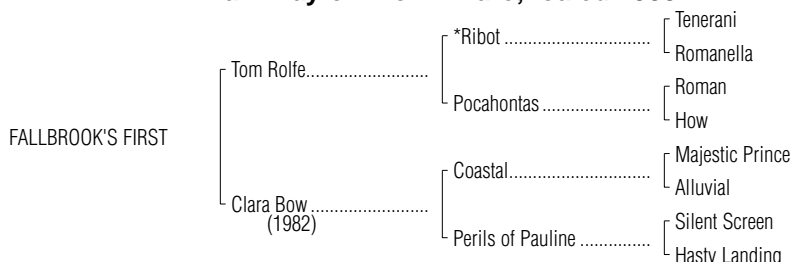 Tenerani
*Ribot
Romanella
Tom Rolfe
Roman
Pocahontas
How
FALLBROOK'S FIRST
Majestic Prince
Coastal
Alluvial
Clara Bow
(1982)
Silent Screen
Perils of Pauline
Hasty Landing